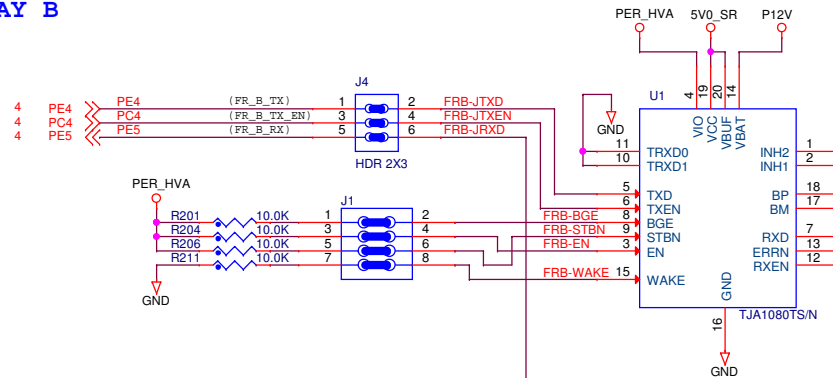 AY B
PER_HVA 5V0_SR P12V
J4 U1
4 19 20 14
VIO VCC VBUF VBAT
4 PE4 PE4 (FR_B_TX) 1 2 FRB-JTXD
4 PC4 PC4 (FR_B_TX_EN) 3 4 FRB-JTXEN
4 PE5 PE5 (FR_B_RX) 5 6 FRB-JRXD
GND
HDR 2X3
11 TRXD0 INH2 1
10 TRXD1 INH1 2
PER_HVA
5 TXD BP 18
6 TXEN BM 17
J1
R201 10.0K 1 2 FRB-BGE 8 BGE
R204 10.0K 3 4 FRB-STBN 9 STBN RXD 7
R206 10.0K 5 6 FRB-EN 3 EN ERRN 13
R211 10.0K 7 8 RXEN 12
FRB-WAKE 15 WAKE
GND
GND
16
TJA1080TS/N
GND